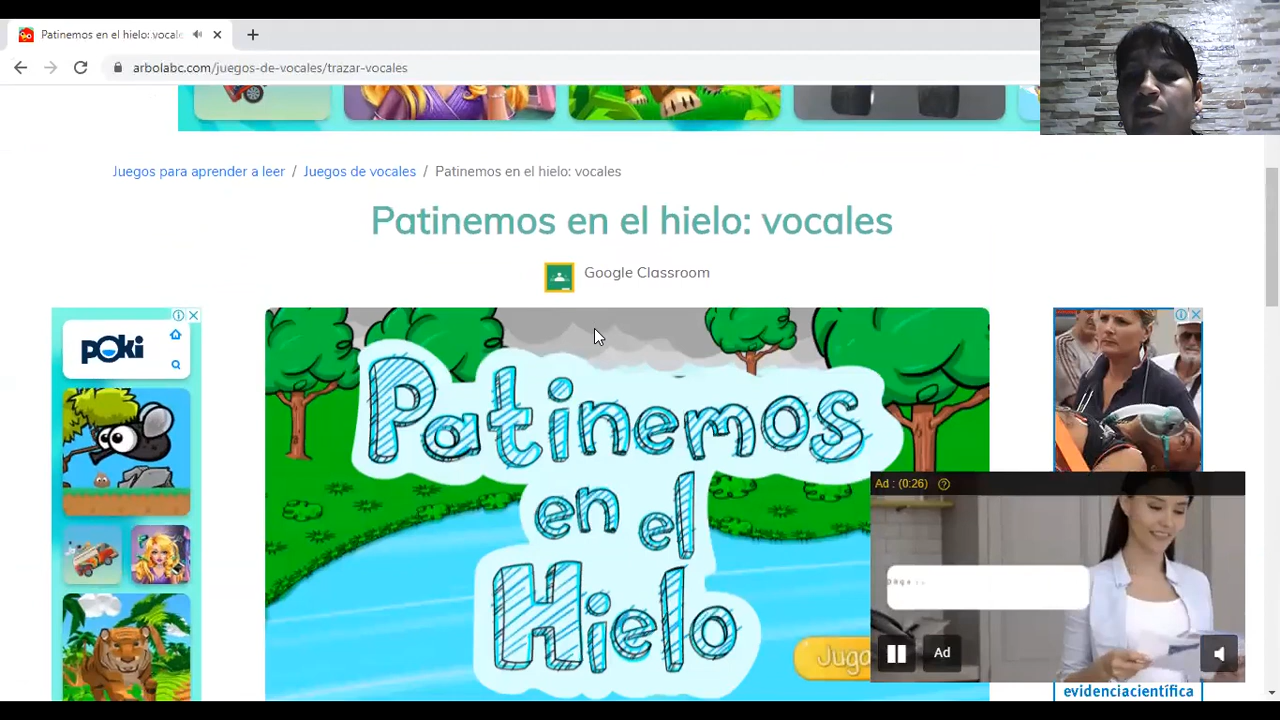 Patinemos en el hielo: vocale
arbolabc.com/juegos-de-vocales/trazar-vocales
Juegos para aprender a leer / Juegos de vocales / Patinemos en el hielo: vocales
Patinemos en el hielo: vocales
Google Classroom
POKI
Patinemos
en el
Hielo
Juga
Ad : (0:26)
Ad
evidenciacientífica